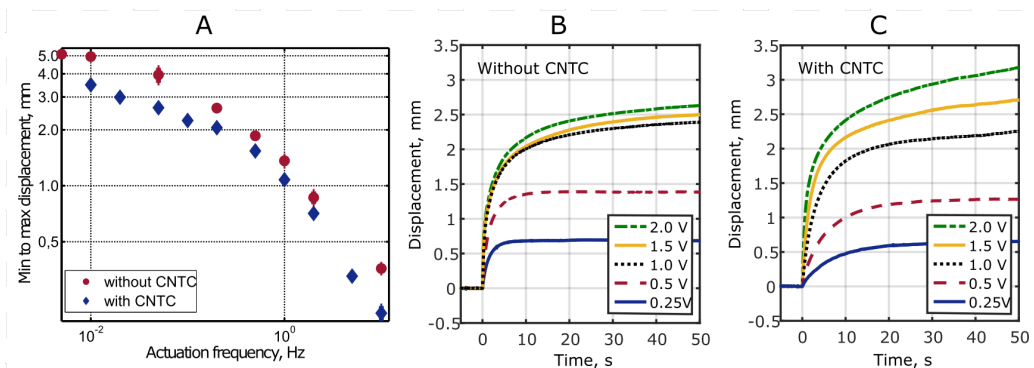 A
5.0
4.0
3.0
2.0
1.0
0.5
Min to max displacement, mm
without CNTC
with CNTC
10⁻²
10⁰
Actuation frequency, Hz
B
3.5
3
2.5
2
1.5
1
0.5
0
-0.5
Displacement, mm
Without CNTC
2.0 V
1.5 V
1.0 V
0.5 V
0.25V
0 10 20 30 40 50
Time, s
C
3.5
3
2.5
2
1.5
1
0.5
0
-0.5
Displacement, mm
With CNTC
2.0 V
1.5 V
1.0 V
0.5 V
0.25V
0 10 20 30 40 50
Time, s